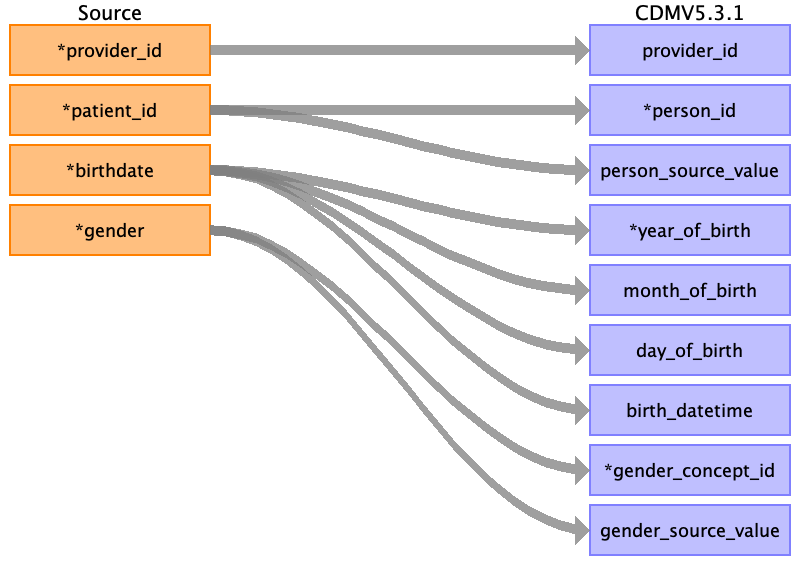 Source
CDMV5.3.1
*provider_id
provider_id
*patient_id
*person_id
*birthdate
person_source_value
*gender
*year_of_birth
month_of_birth
day_of_birth
birth_datetime
*gender_concept_id
gender_source_value